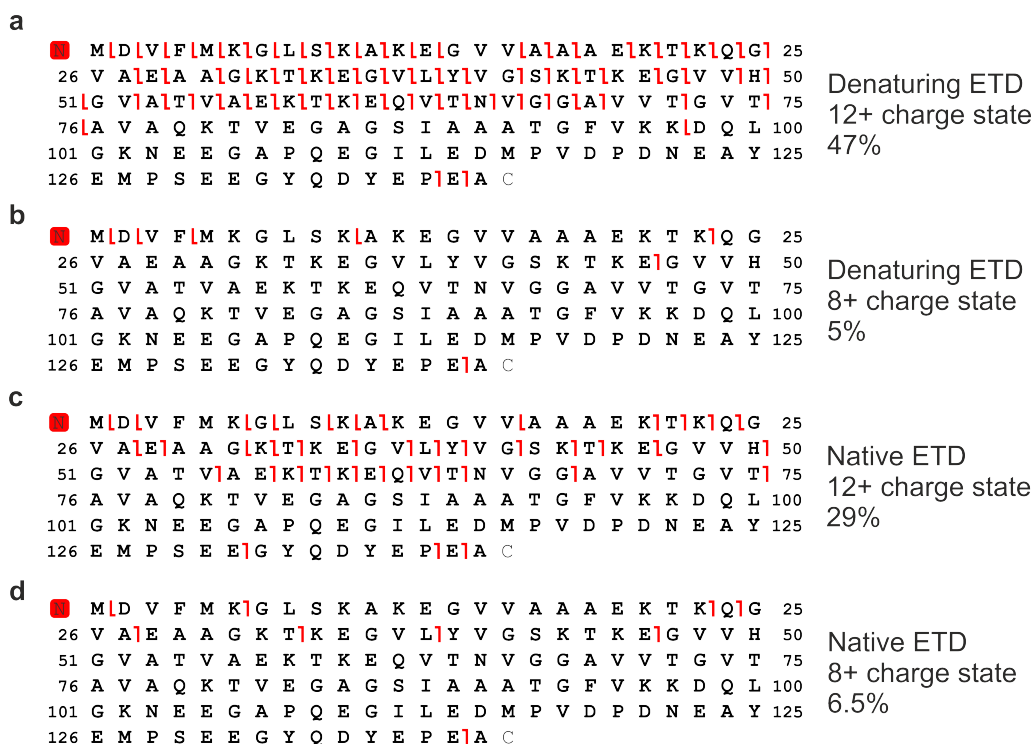 a
N M D V F M K G L S K A K E G V V A A A E K T K Q G 25
26 V A E A A G K T K E G V L Y V G S K T K E G V V H 50
51 G V A T V A E K T K E Q V T N V G G A V V T G V T 75
76 A V A Q K T V E G A G S I A A A T G F V K K D Q L 100
101 G K N E E G A P Q E G I L E D M P V D P D N E A Y 125
126 E M P S E E G Y Q D Y E P E A C
Denaturing ETD
12+ charge state
47%
b
N M D V F M K G L S K A K E G V V A A A E K T K Q G 25
26 V A E A A G K T K E G V L Y V G S K T K E G V V H 50
51 G V A T V A E K T K E Q V T N V G G A V V T G V T 75
76 A V A Q K T V E G A G S I A A A T G F V K K D Q L 100
101 G K N E E G A P Q E G I L E D M P V D P D N E A Y 125
126 E M P S E E G Y Q D Y E P E A C
Denaturing ETD
8+ charge state
5%
c
N M D V F M K G L S K A K E G V V A A A E K T K Q G 25
26 V A E A A G K T K E G V L Y V G S K T K E G V V H 50
51 G V A T V A E K T K E Q V T N V G G A V V T G V T 75
76 A V A Q K T V E G A G S I A A A T G F V K K D Q L 100
101 G K N E E G A P Q E G I L E D M P V D P D N E A Y 125
126 E M P S E E G Y Q D Y E P E A C
Native ETD
12+ charge state
29%
d
N M D V F M K G L S K A K E G V V A A A E K T K Q G 25
26 V A E A A G K T K E G V L Y V G S K T K E G V V H 50
51 G V A T V A E K T K E Q V T N V G G A V V T G V T 75
76 A V A Q K T V E G A G S I A A A T G F V K K D Q L 100
101 G K N E E G A P Q E G I L E D M P V D P D N E A Y 125
126 E M P S E E G Y Q D Y E P E A C
Native ETD
8+ charge state
6.5%